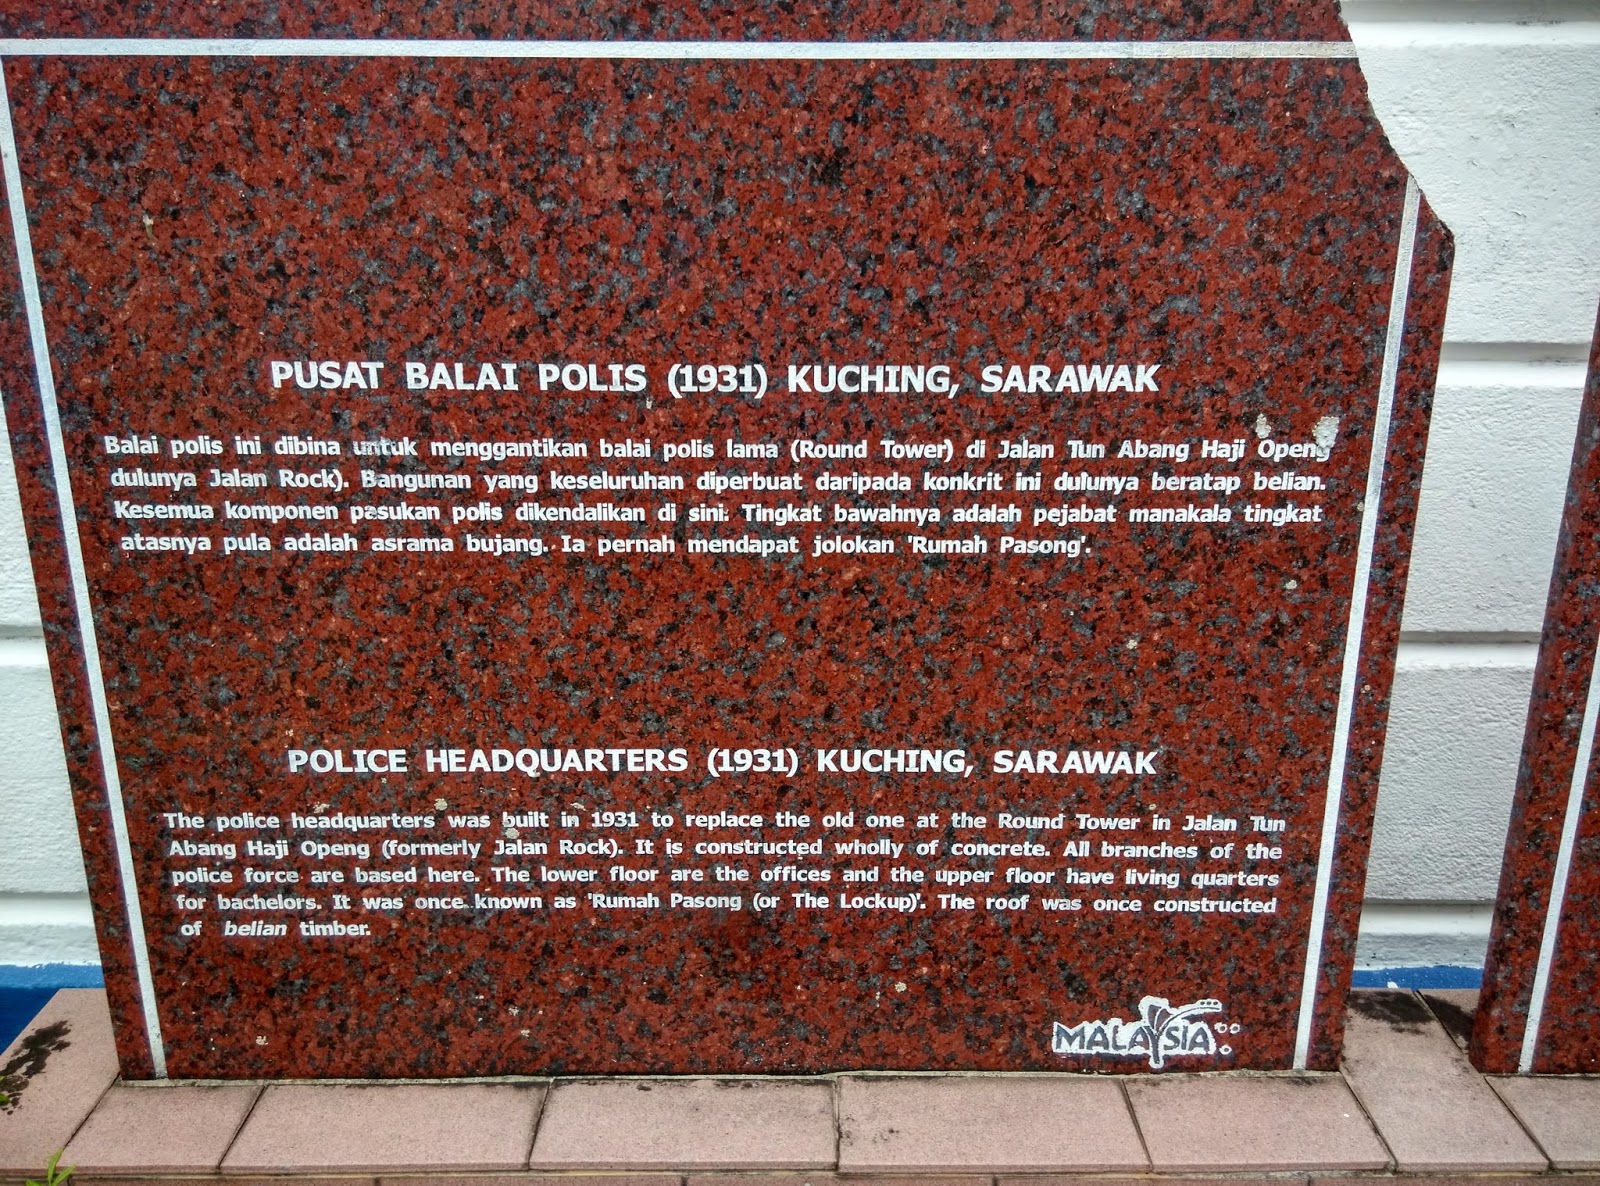 PUSAT BALAI POLIS (1931) KUCHING, SARAWAK
Balai polis ini dibina untuk menggantikan balai polis lama (Round Tower) di Jalan Tun Abang Haji Openg
dulunya Jalan Rock). Bangunan yang keseluruhan diperbuat daripada konkrit ini dulunya beratap belian.
Kesemua komponen pasukan polis dikendalikan di sini. Tingkat bawahnya adalah pejabat manakala tingkat
atasnya pula adalah asrama bujang. Ia pernah mendapat jolokan 'Rumah Pasong'.
POLICE HEADQUARTERS (1931) KUCHING, SARAWAK
The police headquarters was built in 1931 to replace the old one at the Round Tower in Jalan Tun
Abang Haji Openg (formerly Jalan Rock). It is constructed wholly of concrete. All branches of the
police force are based here. The lower floor are the offices and the upper floor have living quarters
for bachelors. It was once known as 'Rumah Pasong (or The Lockup)'. The roof was once constructed
of belian timber.
MALAYSIA